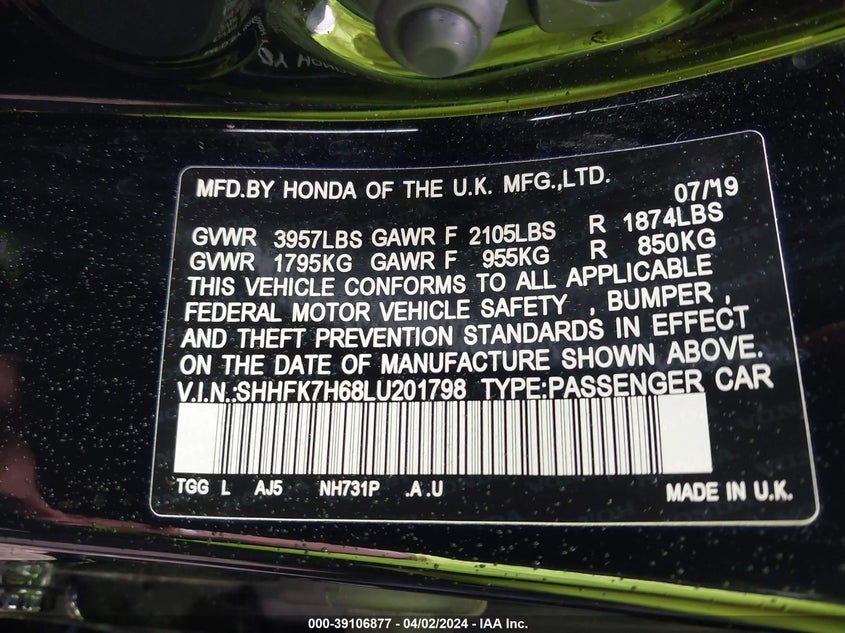 MFD.BY HONDA OF THE U.K. MFG.,LTD. 07/19
GVWR 3957LBS GAWR F 2105LBS R 1874LBS
GVWR 1795KG GAWR F 955KG R 850KG
THIS VEHICLE CONFORMS TO ALL APPLICABLE
FEDERAL MOTOR VEHICLE SAFETY , BUMPER ,
AND THEFT PREVENTION STANDARDS IN EFFECT
ON THE DATE OF MANUFACTURE SHOWN ABOVE.
V.I.N.:SHHFK7H68LU201798 TYPE:PASSENGER CAR
TGG L AJ5 NH731P .A .U MADE IN U.K.
000-39106877 - 04/02/2024 - IAA Inc.